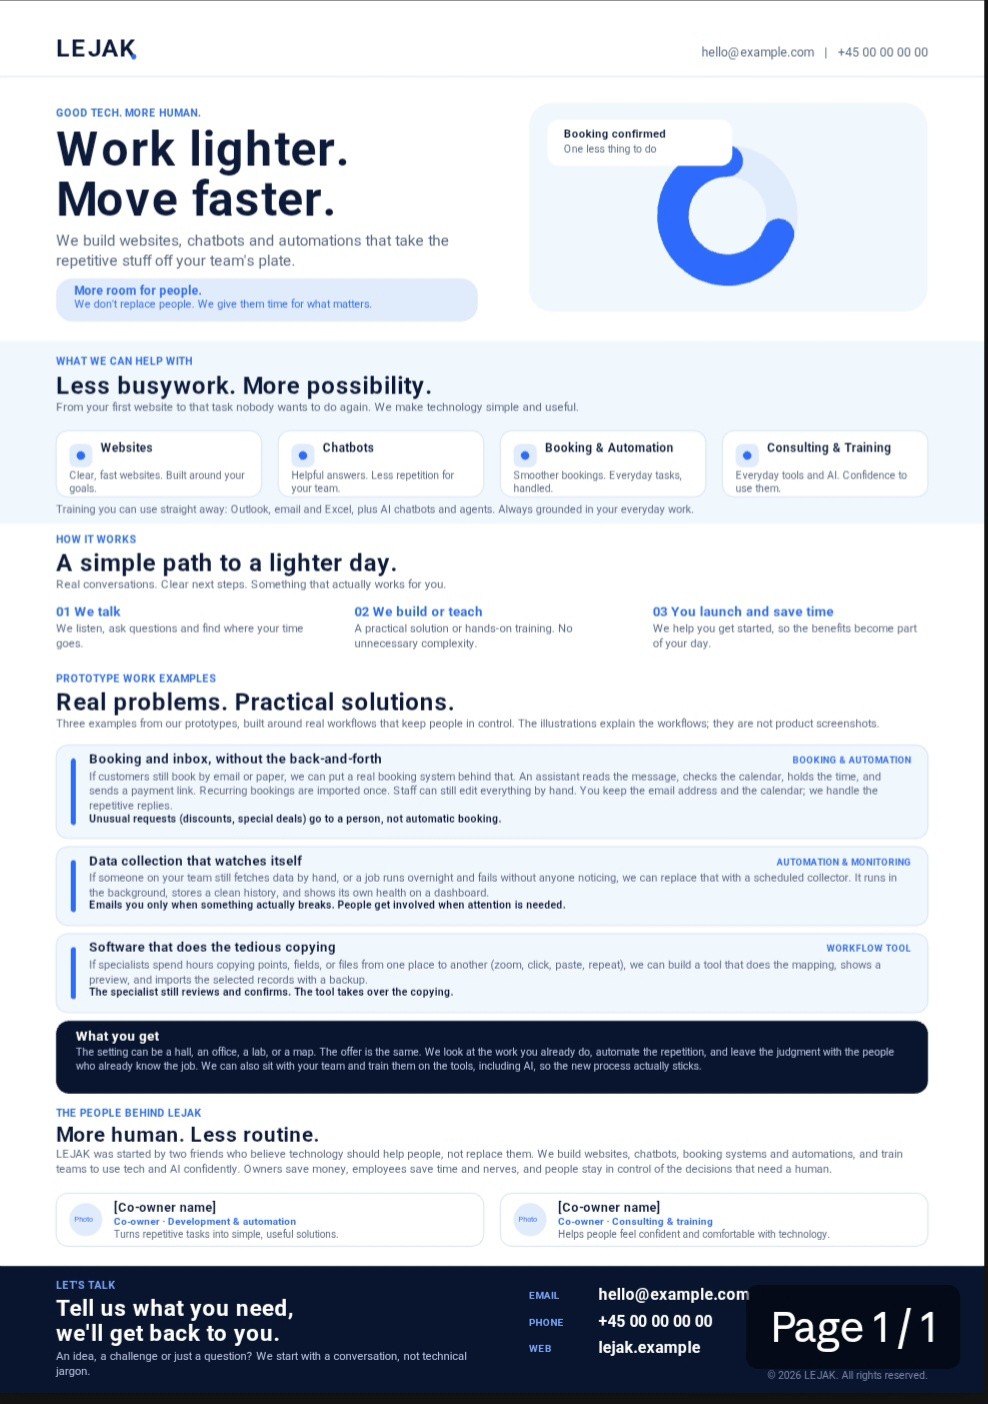 LEJAK
hello@example.com | +45 00 00 00 00
GOOD TECH. MORE HUMAN.
Work lighter.
Move faster.
We build websites, chatbots and automations that take the
repetitive stuff off your team's plate.
More room for people.
We don't replace people. We give them time for what matters.
Booking confirmed
One less thing to do
WHAT WE CAN HELP WITH
Less busywork. More possibility.
From your first website to that task nobody wants to do again. We make technology simple and useful.
Websites
Clear, fast websites. Built around your
goals.
Chatbots
Helpful answers. Less repetition for
your team.
Booking & Automation
Smoother bookings. Everyday tasks,
handled.
Consulting & Training
Everyday tools and AI. Confidence to
use them.
Training you can use straight away: Outlook, email and Excel, plus AI chatbots and agents. Always grounded in your everyday work.
HOW IT WORKS
A simple path to a lighter day.
Real conversations. Clear next steps. Something that actually works for you.
01 We talk
We listen, ask questions and find where your time
goes.
02 We build or teach
A practical solution or hands-on training. No
unnecessary complexity.
03 You launch and save time
We help you get started, so the benefits become part
of your day.
PROTOTYPE WORK EXAMPLES
Real problems. Practical solutions.
Three examples from our prototypes, built around real workflows that keep people in control. The illustrations explain the workflows; they are not product screenshots.
Booking and inbox, without the back-and-forth
BOOKING & AUTOMATION
If customers still book by email or paper, we can put a real booking system behind that. An assistant reads the message, checks the calendar, holds the time, and
sends a payment link. Recurring bookings are imported once. Staff can still edit everything by hand. You keep the email address and the calendar; we handle the
repetitive replies.
Unusual requests (discounts, special deals) go to a person, not automatic booking.
Data collection that watches itself
AUTOMATION & MONITORING
If someone on your team still fetches data by hand, or a job runs overnight and fails without anyone noticing, we can replace that with a scheduled collector. It runs in
the background, stores a clean history, and shows its own health on a dashboard.
Emails you only when something actually breaks. People get involved when attention is needed.
Software that does the tedious copying
WORKFLOW TOOL
If specialists spend hours copying points, fields, or files from one place to another (zoom, click, paste, repeat), we can build a tool that does the mapping, shows a
preview, and imports the selected records with a backup.
The specialist still reviews and confirms. The tool takes over the copying.
What you get
The setting can be a hall, an office, a lab, or a map. The offer is the same. We look at the work you already do, automate the repetition, and leave the judgment with the people
who already know the job. We can also sit with your team and train them on the tools, including AI, so the new process actually sticks.
THE PEOPLE BEHIND LEJAK
More human. Less routine.
LEJAK was started by two friends who believe technology should help people, not replace them. We build websites, chatbots, booking systems and automations, and train
teams to use tech and AI confidently. Owners save money, employees save time and nerves, and people stay in control of the decisions that need a human.
Photo
[Co-owner name]
Co-owner · Development & automation
Turns repetitive tasks into simple, useful solutions.
Photo
[Co-owner name]
Co-owner · Consulting & training
Helps people feel confident and comfortable with technology.
LET'S TALK
Tell us what you need,
we'll get back to you.
An idea, a challenge or just a question? We start with a conversation, not technical
jargon.
EMAIL hello@example.com
PHONE +45 00 00 00 00
WEB lejak.example
Page 1/1
© 2026 LEJAK. All rights reserved.